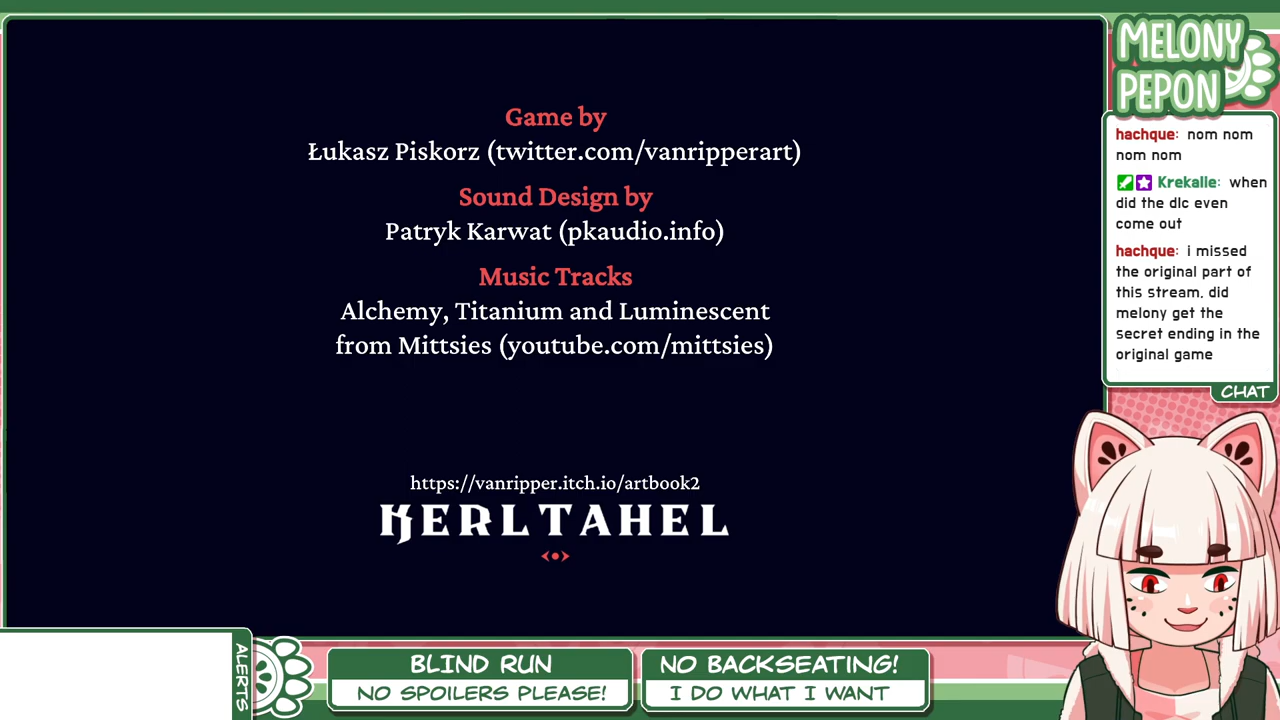 Game by
Łukasz Piskorz (twitter.com/vanripperart)
Sound Design by
Patryk Karwat (pkaudio.info)
Music Tracks
Alchemy, Titanium and Luminescent
from Mittsies (youtube.com/mittsies)
https://vanripper.itch.io/artbook2
KERLTAHEL
MELONY
PEPON
hachque: nom nom
nom nom
Krekalle: when
did the dlc even
come out
hachque: i missed
the original part of
this stream, did
melony get the
secret ending in the
original game
CHAT
ALERTS
BLIND RUN
NO SPOILERS PLEASE!
NO BACKSEATING!
I DO WHAT I WANT